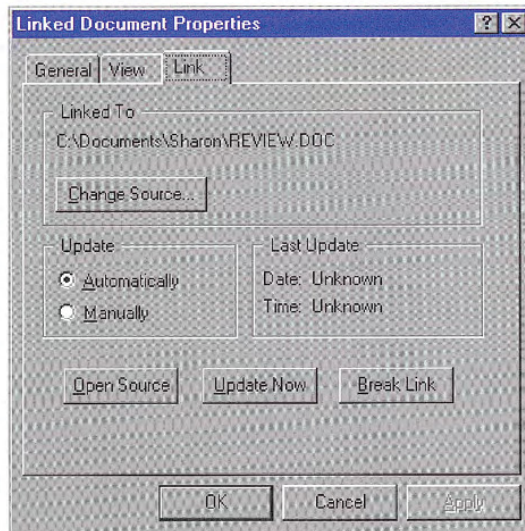 Linked Document Properties
General View Link
Linked To
C:\Documents\Sharon\REVIEW.DOC
Change Source...
Update
Automatically
Manually
Last Update
Date: Unknown
Time: Unknown
Open Source Update Now Break Link
OK Cancel Apply